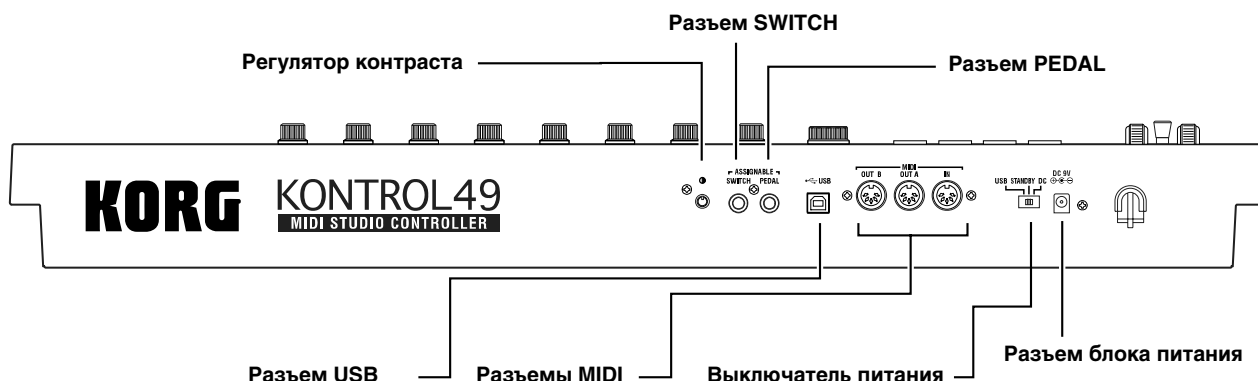 Разъем SWITCH
Регулятор контраста
Разъем PEDAL
KORG
KONTROL49
MIDI STUDIO CONTROLLER
ASSIGNABLE
SWITCH PEDAL
USB
MIDI
OUT B OUT A IN
USB STANDBY DC
DC 9V
Разъем USB
Разъемы MIDI
Выключатель питания
Разъем блока питания